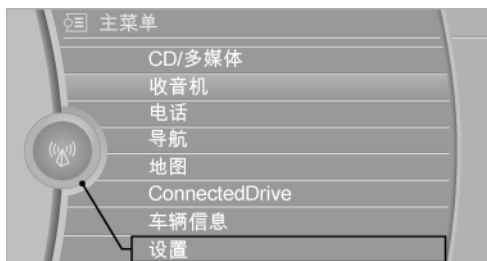 主菜单
CD/多媒体
收音机
电话
导航
地图
ConnectedDrive
车辆信息
设置